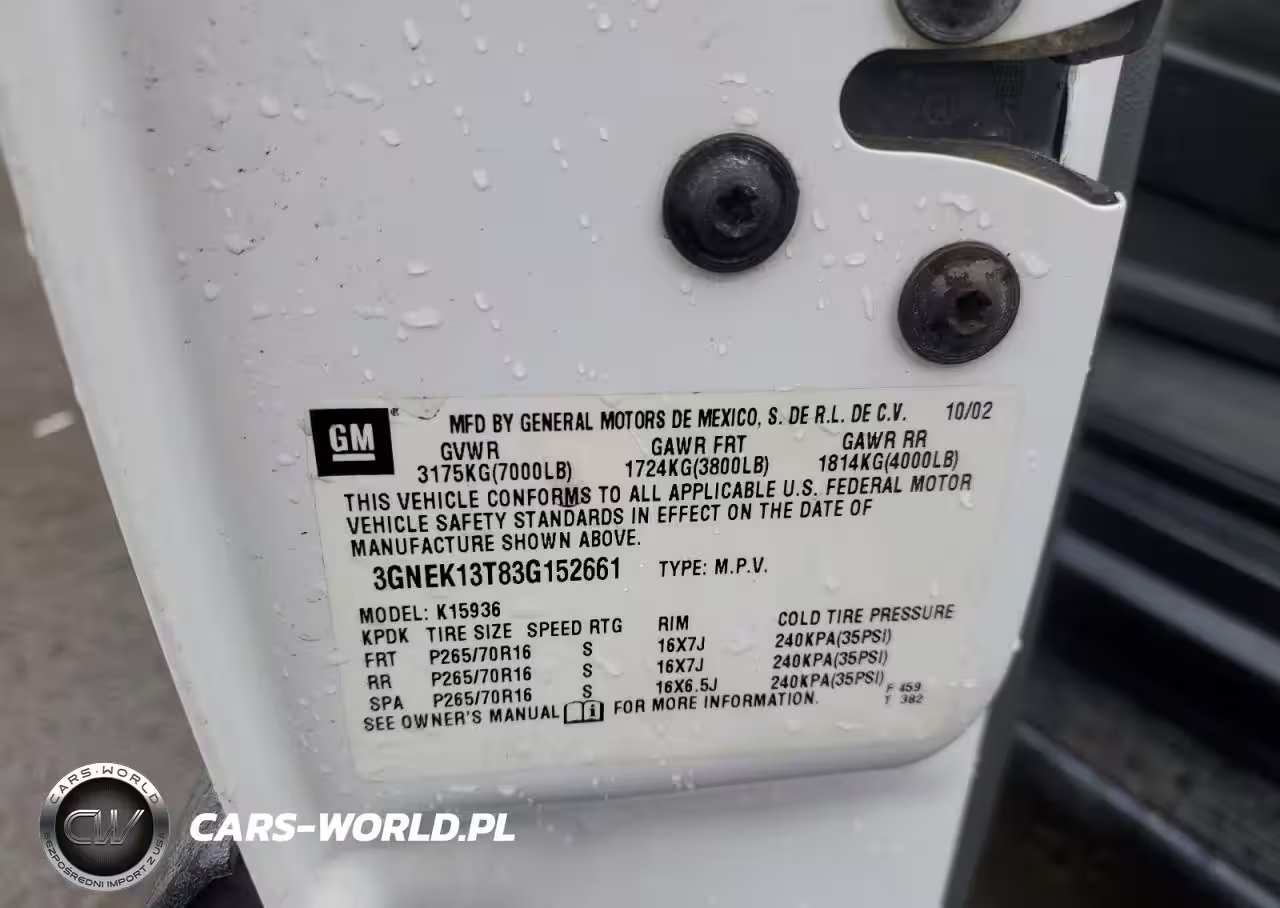 GM
MFD BY GENERAL MOTORS DE MEXICO, S. DE R.L. DE C.V. 10/02
GVWR GAWR FRT GAWR RR
3175KG(7000LB) 1724KG(3800LB) 1814KG(4000LB)
THIS VEHICLE CONFORMS TO ALL APPLICABLE U.S. FEDERAL MOTOR
VEHICLE SAFETY STANDARDS IN EFFECT ON THE DATE OF
MANUFACTURE SHOWN ABOVE.
3GNEK13T83G152661 TYPE: M.P.V.
MODEL: K15936
KPDK TIRE SIZE SPEED RTG RIM COLD TIRE PRESSURE
FRT P265/70R16 S 16X7J 240KPA(35PSI)
RR P265/70R16 S 16X7J 240KPA(35PSI)
SPA P265/70R16 S 16X6.5J 240KPA(35PSI)
SEE OWNER'S MANUAL FOR MORE INFORMATION.
F 459
T 382
CARS-WORLD
CW
BEZPOŚREDNI IMPORT Z USA
CARS-WORLD.PL